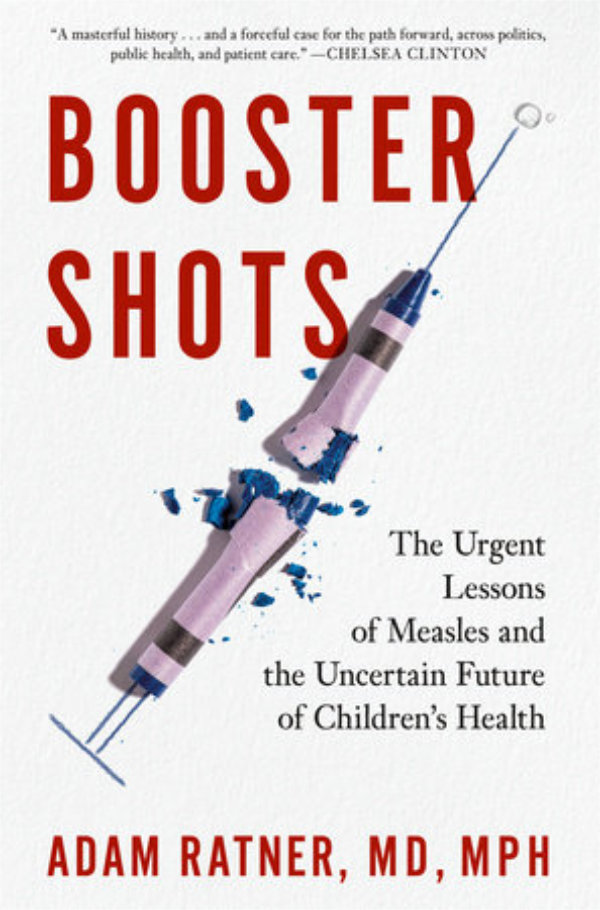 “A masterful history . . . and a forceful case for the path forward, across politics,
public health, and patient care.” —CHELSEA CLINTON
BOOSTER
SHOTS
The Urgent
Lessons
of Measles and
the Uncertain Future
of Children’s Health
ADAM RATNER, MD, MPH